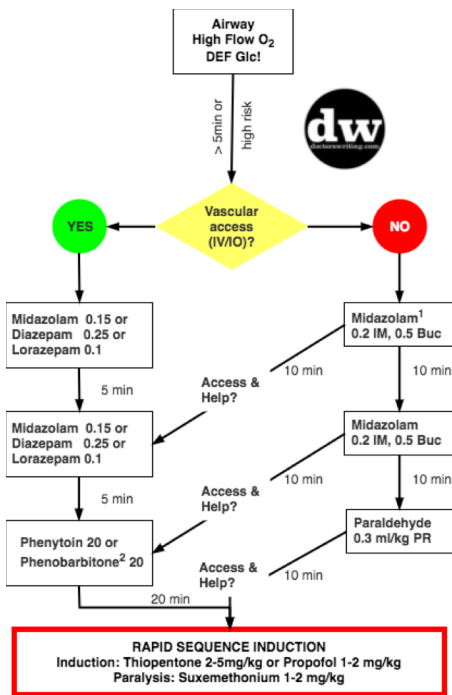 Airway
High Flow O₂
DEF Glc!
> 5min or
high risk
dw
doctorswriting.com
YES
Vascular
access
(IV/IO)?
NO
Midazolam 0.15 or
Diazepam 0.25 or
Lorazepam 0.1
Midazolam¹
0.2 IM, 0.5 Buc
5 min
Access &
Help?
10 min
10 min
Midazolam 0.15 or
Diazepam 0.25 or
Lorazepam 0.1
Midazolam
0.2 IM, 0.5 Buc
5 min
Access &
Help?
10 min
10 min
Phenytoin 20 or
Phenobarbitone² 20
Paraldehyde
0.3 ml/kg PR
Access &
Help?
10 min
20 min
RAPID SEQUENCE INDUCTION
Induction: Thiopentone 2-5mg/kg or Propofol 1-2 mg/kg
Paralysis: Suxemethonium 1-2 mg/kg